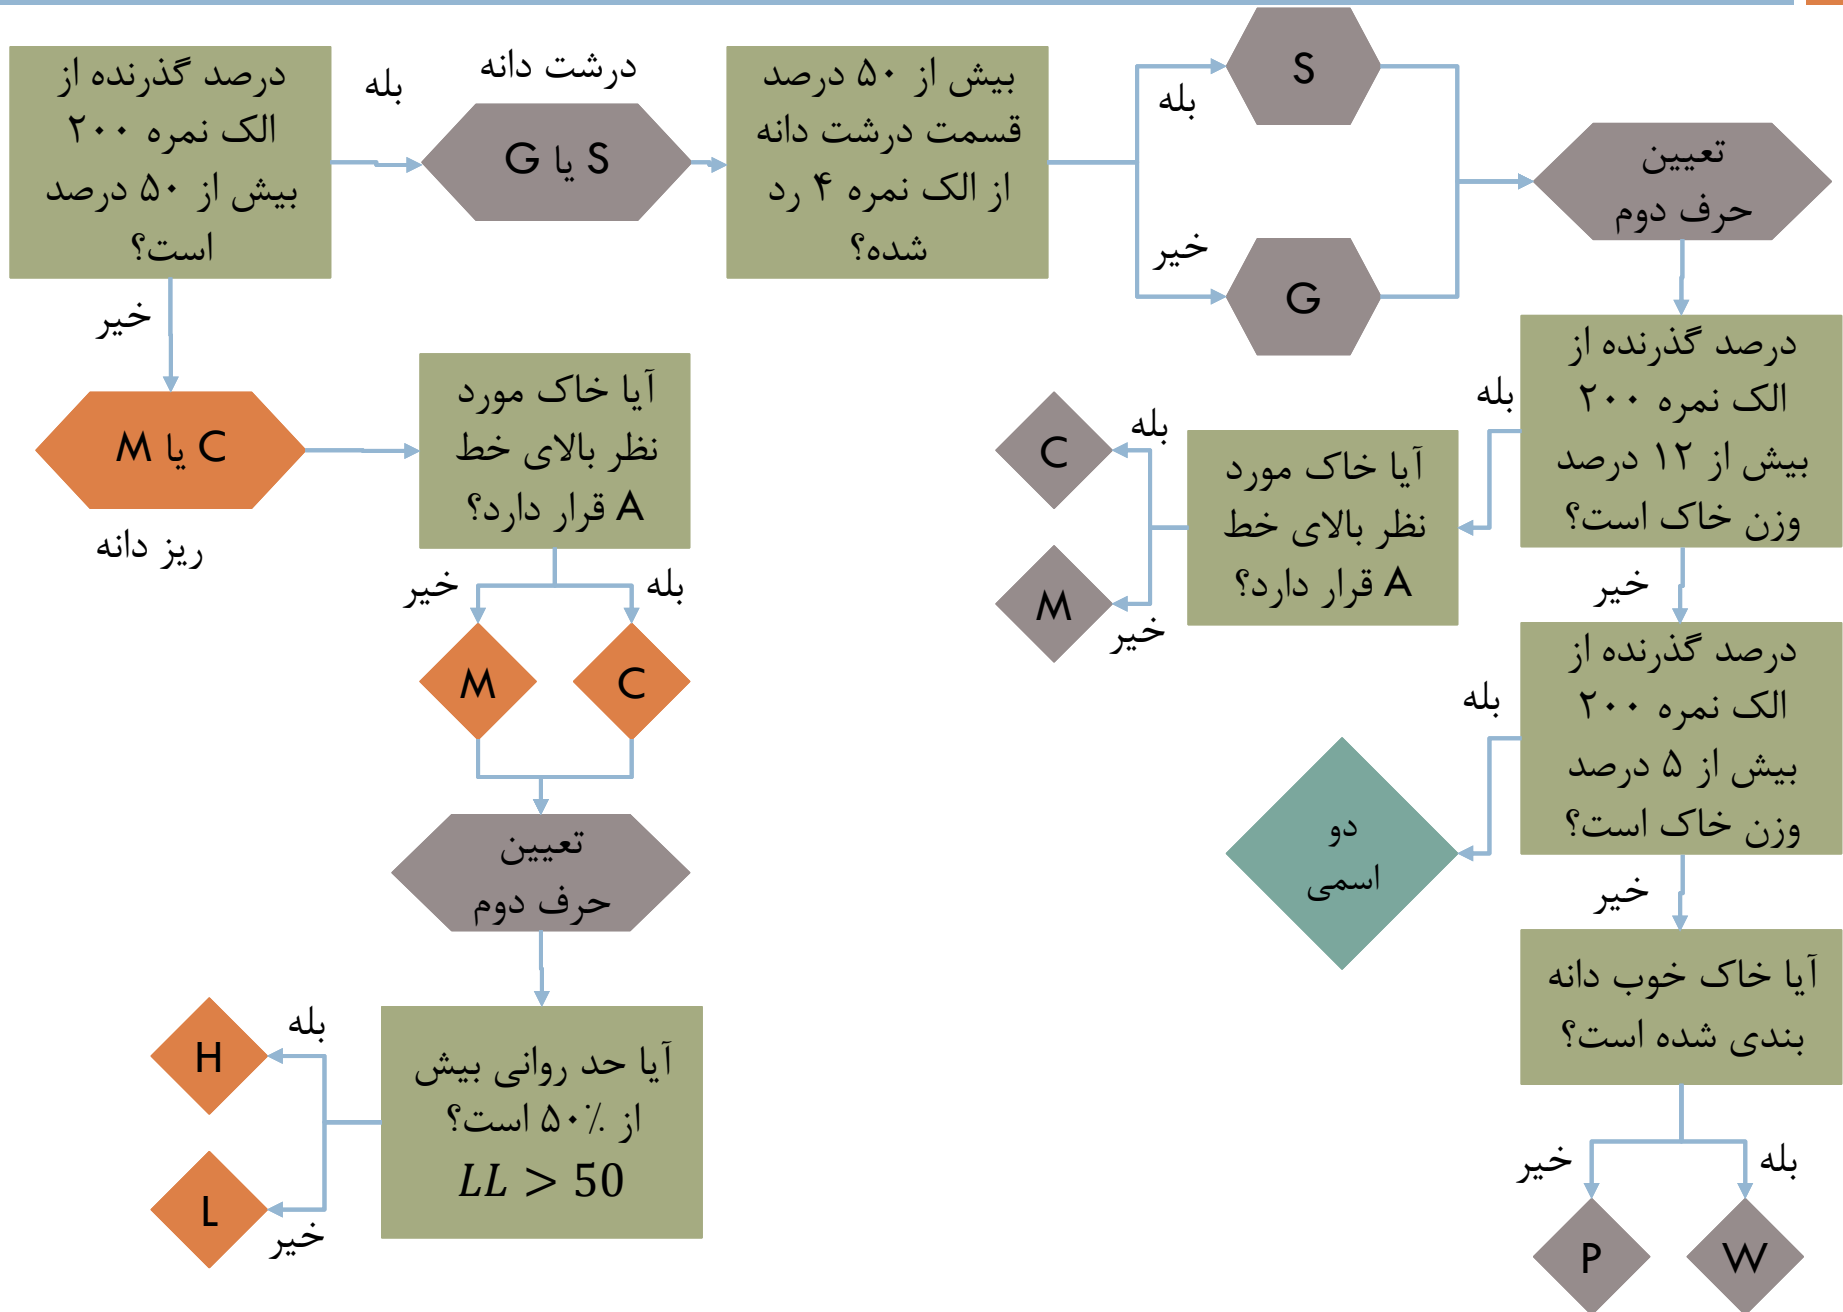 درصد گذرنده از
الک نمره ۲۰۰
بیش از ۵۰ درصد
است؟
بله
درشت دانه
S یا G
بیش از ۵۰ درصد
قسمت درشت دانه
از الک نمره ۴ رد
شده؟
بله
S
خیر
G
تعیین
حرف دوم
درصد گذرنده از
الک نمره ۲۰۰
بیش از ۱۲ درصد
وزن خاک است؟
بله
آیا خاک مورد
نظر بالای خط
A قرار دارد؟
بله
C
خیر
M
خیر
درصد گذرنده از
الک نمره ۲۰۰
بیش از ۵ درصد
وزن خاک است؟
بله
دو
اسمی
خیر
آیا خاک خوب دانه
بندی شده است؟
بله
W
خیر
P
خیر
C یا M
ریز دانه
آیا خاک مورد
نظر بالای خط
A قرار دارد؟
بله
C
خیر
M
تعیین
حرف دوم
آیا حد روانی بیش
از ۵۰٪ است؟
LL > 50
بله
H
خیر
L